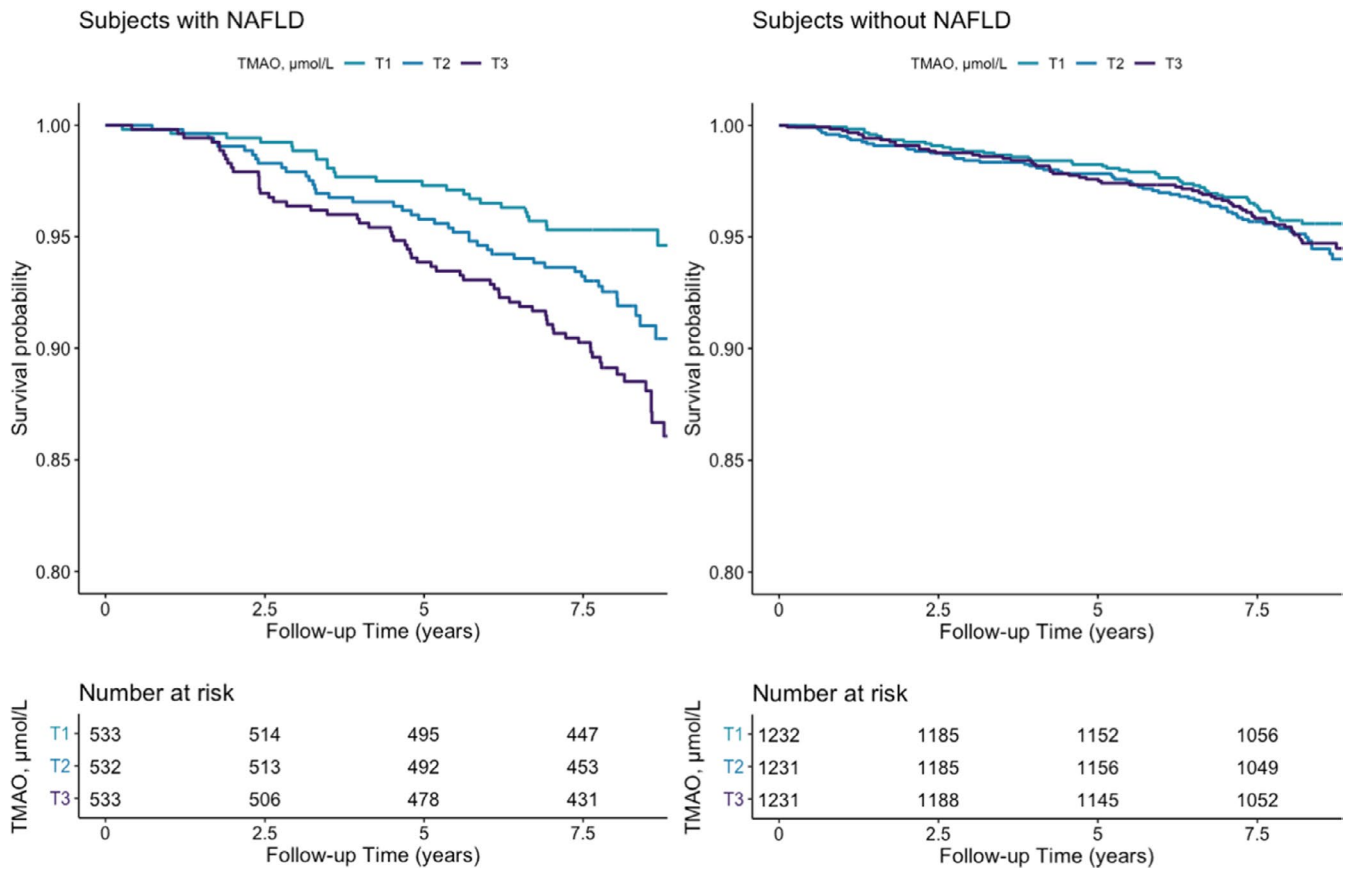 Subjects with NAFLD
TMAO, µmol/L T1 T2 T3
Survival probability
1.00
0.95
0.90
0.85
0.80
0 2.5 5 7.5
Follow-up Time (years)
Number at risk
TMAO, µmol/L
T1 533 514 495 447
T2 532 513 492 453
T3 533 506 478 431
0 2.5 5 7.5
Follow-up Time (years)
Subjects without NAFLD
TMAO, µmol/L T1 T2 T3
Survival probability
1.00
0.95
0.90
0.85
0.80
0 2.5 5 7.5
Follow-up Time (years)
Number at risk
TMAO, µmol/L
T1 1232 1185 1152 1056
T2 1231 1185 1156 1049
T3 1231 1188 1145 1052
0 2.5 5 7.5
Follow-up Time (years)